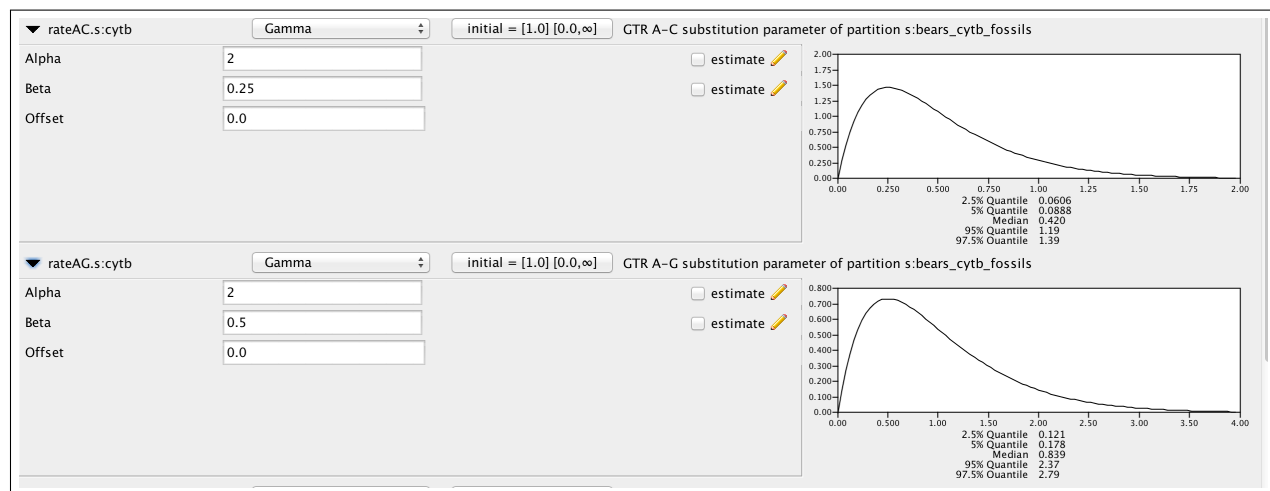 rateAC.s:cytb Gamma initial = [1.0] [0.0,∞] GTR A-C substitution parameter of partition s:bears_cytb_fossils
Alpha 2 estimate
Beta 0.25 estimate
Offset 0.0
2.00
1.75
1.50
1.25
1.00
0.750
0.500
0.250
0.00
0.00 0.250 0.500 0.750 1.00 1.25 1.50 1.75 2.00
2.5% Quantile 0.0606
5% Quantile 0.0888
Median 0.420
95% Quantile 1.19
97.5% Quantile 1.39
rateAG.s:cytb Gamma initial = [1.0] [0.0,∞] GTR A-G substitution parameter of partition s:bears_cytb_fossils
Alpha 2 estimate
Beta 0.5 estimate
Offset 0.0
0.800
0.700
0.600
0.500
0.400
0.300
0.200
0.100
0.00
0.00 0.500 1.00 1.50 2.00 2.50 3.00 3.50 4.00
2.5% Quantile 0.121
5% Quantile 0.178
Median 0.839
95% Quantile 2.37
97.5% Quantile 2.79